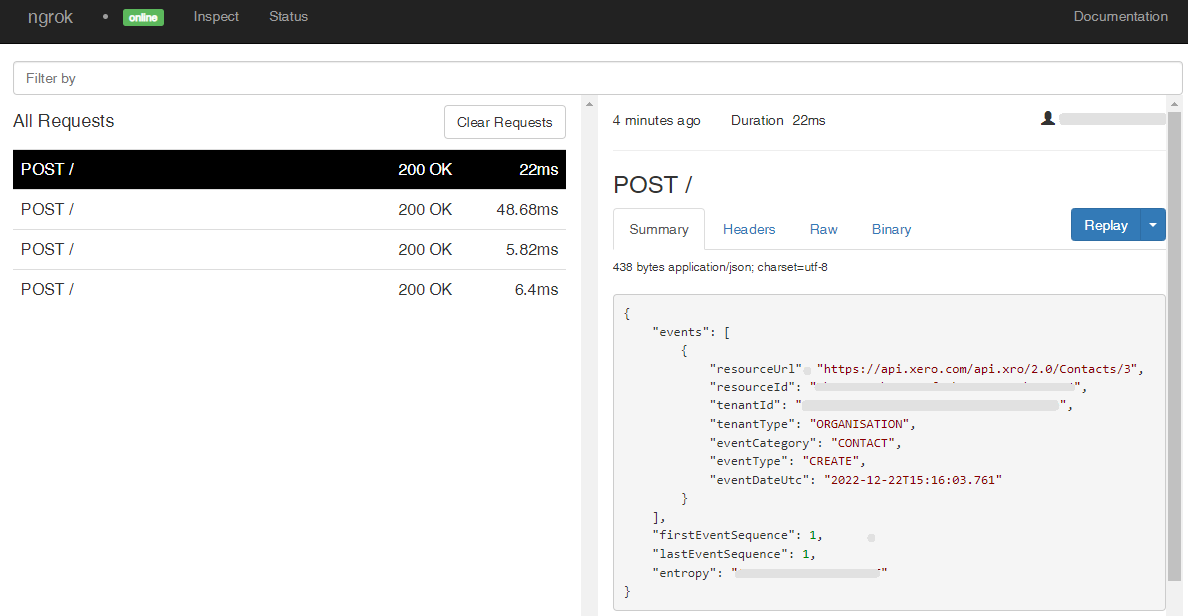 ngrok • online Inspect Status Documentation
Filter by
All Requests Clear Requests
POST / 200 OK 22ms
POST / 200 OK 48.68ms
POST / 200 OK 5.82ms
POST / 200 OK 6.4ms
4 minutes ago Duration 22ms
POST /
Summary Headers Raw Binary Replay
438 bytes application/json; charset=utf-8
{
"events": [
{
"resourceUrl" "https://api.xero.com/api.xro/2.0/Contacts/3",
"resourceId": "",
"tenantId": "",
"tenantType": "ORGANISATION",
"eventCategory": "CONTACT",
"eventType": "CREATE",
"eventDateUtc": "2022-12-22T15:16:03.761"
}
],
"firstEventSequence": 1,
"lastEventSequence": 1,
"entropy": ""
}